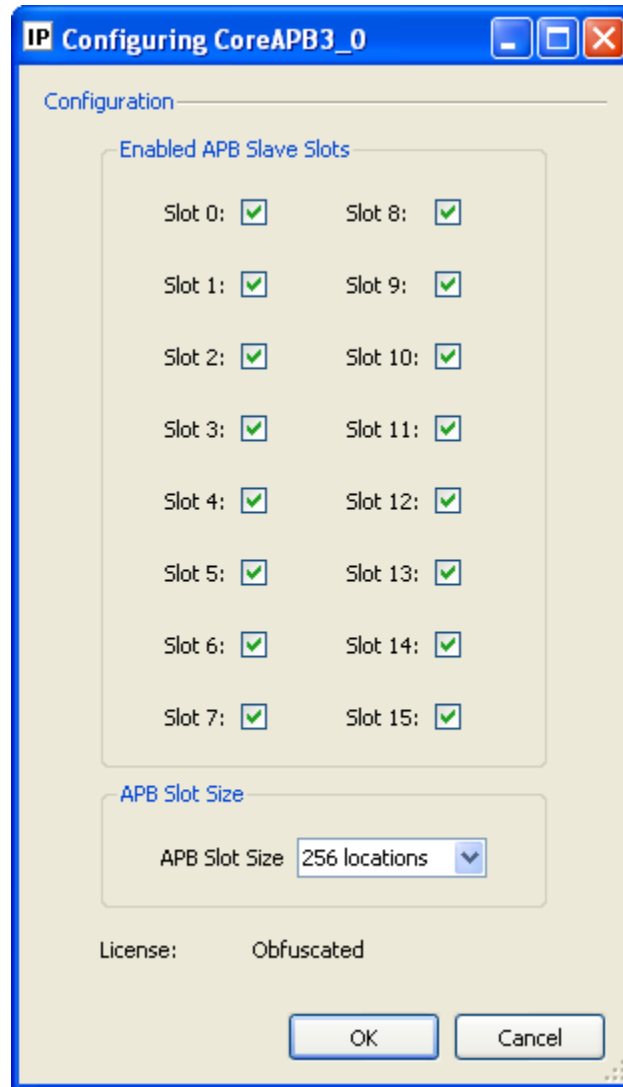 IP Configuring CoreAPB3_0
Configuration
Enabled APB Slave Slots
Slot 0: Slot 8:
Slot 1: Slot 9:
Slot 2: Slot 10:
Slot 3: Slot 11:
Slot 4: Slot 12:
Slot 5: Slot 13:
Slot 6: Slot 14:
Slot 7: Slot 15:
APB Slot Size
APB Slot Size 256 locations
License: Obfuscated
OK Cancel